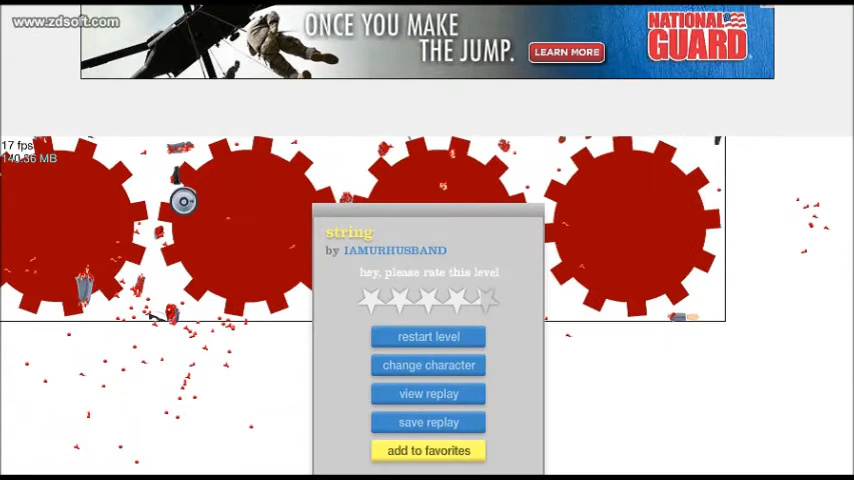 www.zdsoft.com
ONCE YOU MAKE
THE JUMP.
LEARN MORE
NATIONAL
GUARD
17 fps
140.36 MB
string
by IAMURHUSBAND
hey, please rate this level
restart level
change character
view replay
save replay
add to favorites